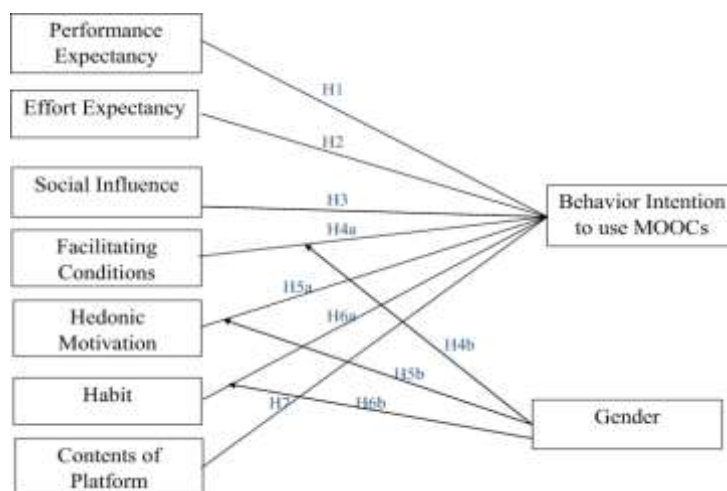 Performance
Expectancy
H1
Effort Expectancy
H2
Social Influence
H3
Behavior Intention
to use MOOCs
Facilitating
Conditions
H4a
Hedonic
Motivation
H5a
H6a
H4b
H5b
Habit
H7
H6b
Gender
Contents of
Platform